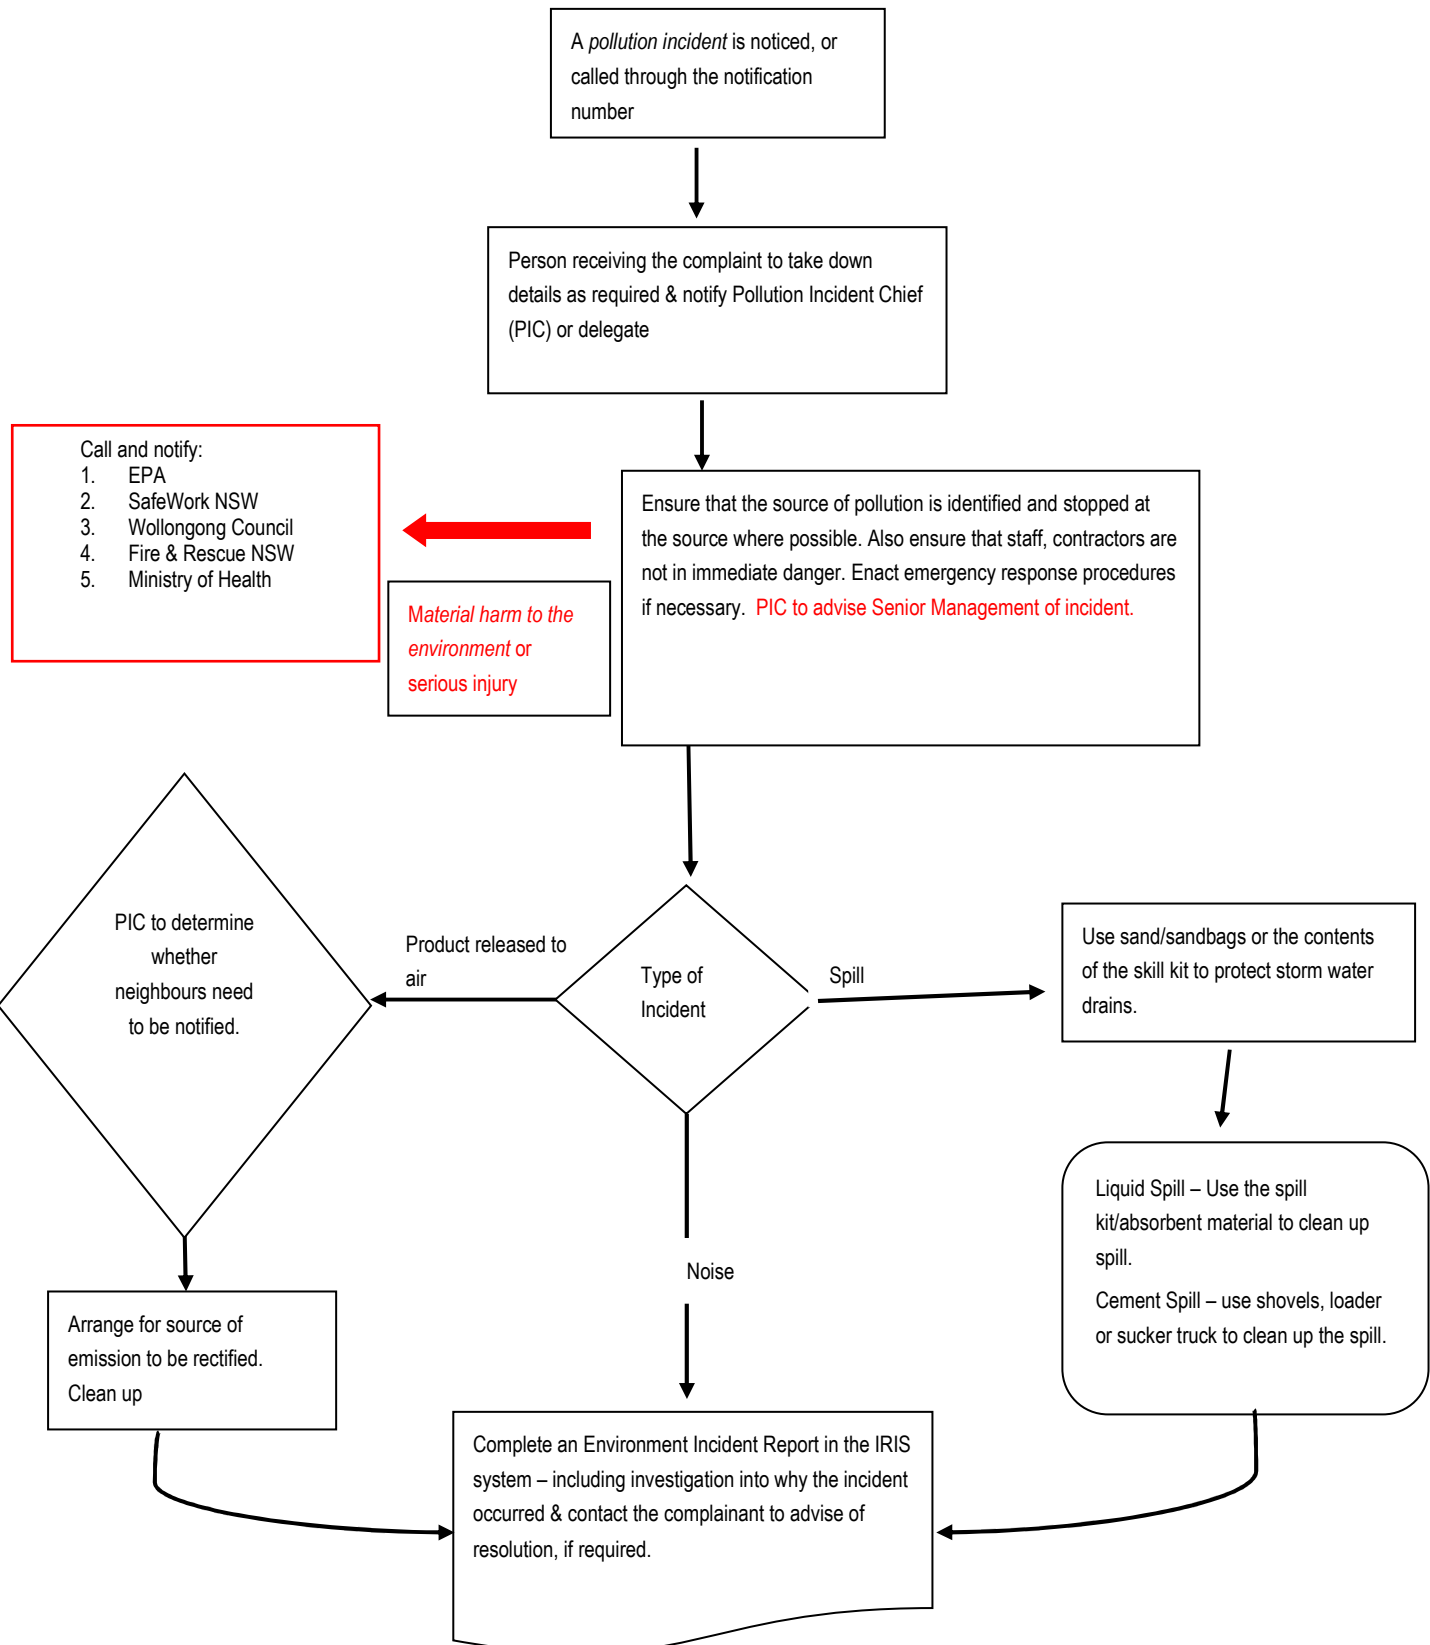 A pollution incident is noticed, or
called through the notification
number
Person receiving the complaint to take down
details as required & notify Pollution Incident Chief
(PIC) or delegate
Call and notify:
1. EPA
2. SafeWork NSW
3. Wollongong Council
4. Fire & Rescue NSW
5. Ministry of Health
Material harm to the
environment or
serious injury
Ensure that the source of pollution is identified and stopped at
the source where possible. Also ensure that staff, contractors are
not in immediate danger. Enact emergency response procedures
if necessary. PIC to advise Senior Management of incident.
PIC to determine
whether
neighbours need
to be notified.
Product released to
air
Type of
Incident
Spill
Use sand/sandbags or the contents
of the skill kit to protect storm water
drains.
Liquid Spill – Use the spill
kit/absorbent material to clean up
spill.
Cement Spill – use shovels, loader
or sucker truck to clean up the spill.
Noise
Arrange for source of
emission to be rectified.
Clean up
Complete an Environment Incident Report in the IRIS
system – including investigation into why the incident
occurred & contact the complainant to advise of
resolution, if required.